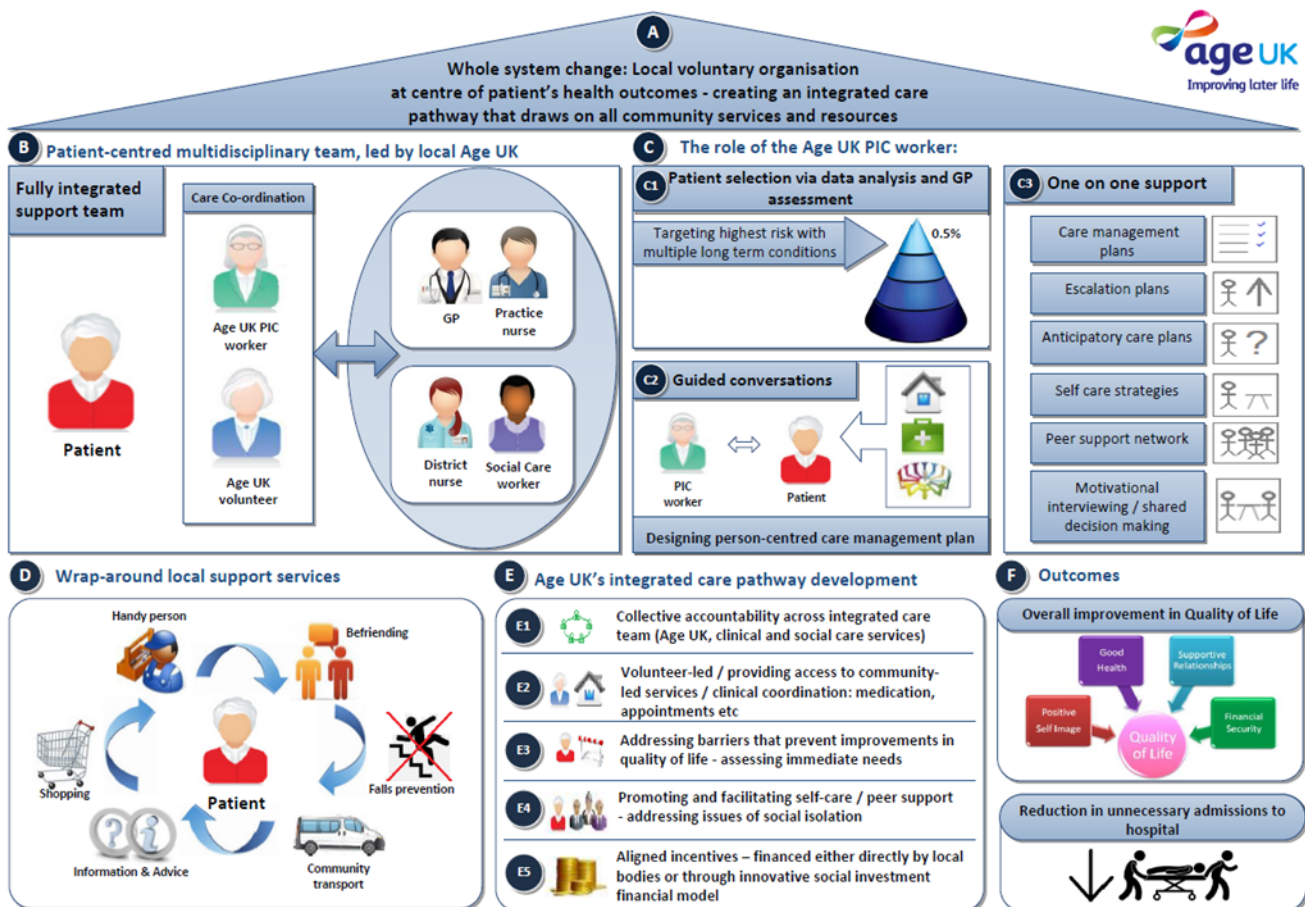 A
age UK
Improving later life
Whole system change: Local voluntary organisation
at centre of patient's health outcomes - creating an integrated care
pathway that draws on all community services and resources
B
Patient-centred multidisciplinary team, led by local Age UK
Fully integrated
support team
Patient
Care Co-ordination
Age UK PIC
worker
Age UK
volunteer
GP
Practice
nurse
District
nurse
Social Care
worker
C
The role of the Age UK PIC worker:
C1
Patient selection via data analysis and GP
assessment
Targeting highest risk with
multiple long term conditions
0.5%
C2
Guided conversations
PIC
worker
Patient
Designing person-centred care management plan
C3
One on one support
Care management
plans
Escalation plans
Anticipatory care plans
?
Self care strategies
Peer support network
Motivational
interviewing / shared
decision making
D
Wrap-around local support services
Handy person
Befriending
Falls prevention
Community
transport
? i
Information & Advice
Shopping
Patient
E
Age UK's integrated care pathway development
E1
Collective accountability across integrated care
team (Age UK, clinical and social care services)
E2
Volunteer-led / providing access to community-
led services / clinical coordination: medication,
appointments etc
E3
Addressing barriers that prevent improvements in
quality of life - assessing immediate needs
E4
Promoting and facilitating self-care / peer support
- addressing issues of social isolation
E5
Aligned incentives – financed either directly by local
bodies or through innovative social investment
financial model
F
Outcomes
Overall improvement in Quality of Life
Positive
Self Image
Good
Health
Supportive
Relationships
Financial
Security
Quality
of Life
Reduction in unnecessary admissions to
hospital